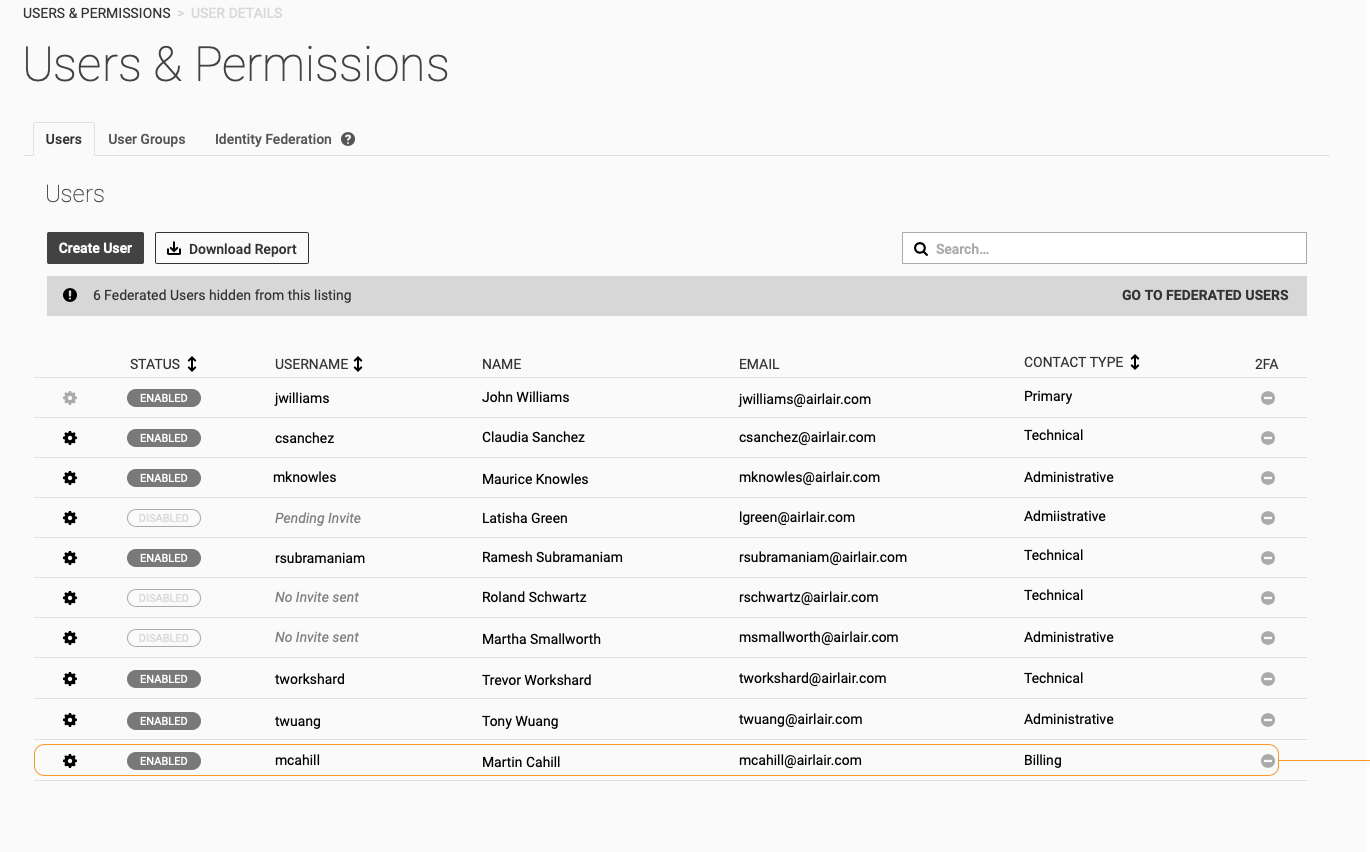 USERS & PERMISSIONS > USER DETAILS
Users & Permissions
Users User Groups Identity Federation ?
Users
Create User Download Report Search...
6 Federated Users hidden from this listing GO TO FEDERATED USERS
STATUS USERNAME NAME EMAIL CONTACT TYPE 2FA
ENABLED jwilliams John Williams jwilliams@airlair.com Primary
ENABLED csanchez Claudia Sanchez csanchez@airlair.com Technical
ENABLED mknowles Maurice Knowles mknowles@airlair.com Administrative
DISABLED Pending Invite Latisha Green lgreen@airlair.com Admiistrative
ENABLED rsubramaniam Ramesh Subramaniam rsubramaniam@airlair.com Technical
DISABLED No Invite sent Roland Schwartz rschwartz@airlair.com Technical
DISABLED No Invite sent Martha Smallworth msmallworth@airlair.com Administrative
ENABLED tworkshard Trevor Workshard tworkshard@airlair.com Technical
ENABLED twuang Tony Wuang twuang@airlair.com Administrative
ENABLED mcahill Martin Cahill mcahill@airlair.com Billing